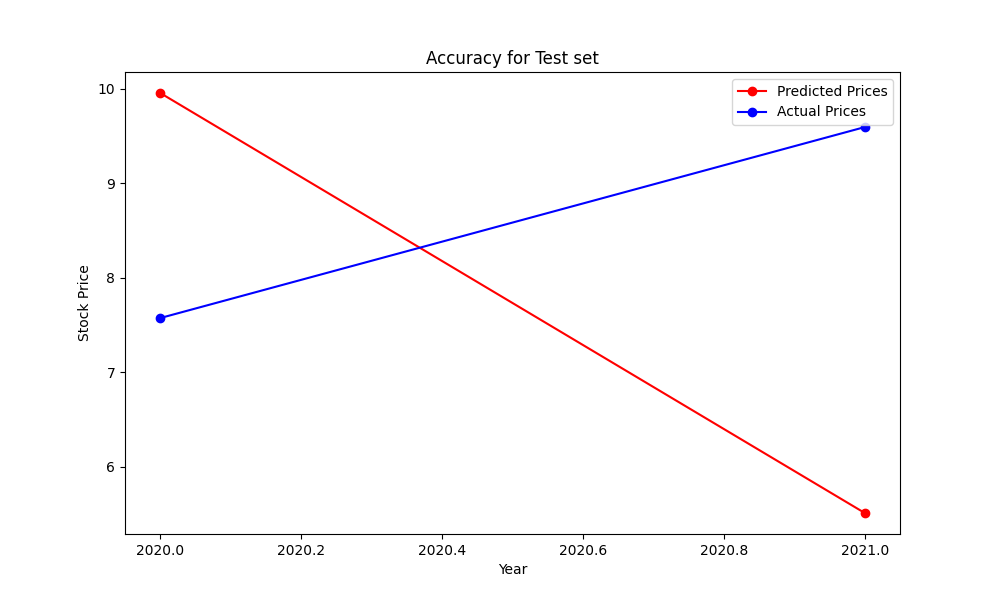 Accuracy for Test set
Predicted Prices
Actual Prices
10
9
8
7
6
Stock Price
2020.0 2020.2 2020.4 2020.6 2020.8 2021.0
Year